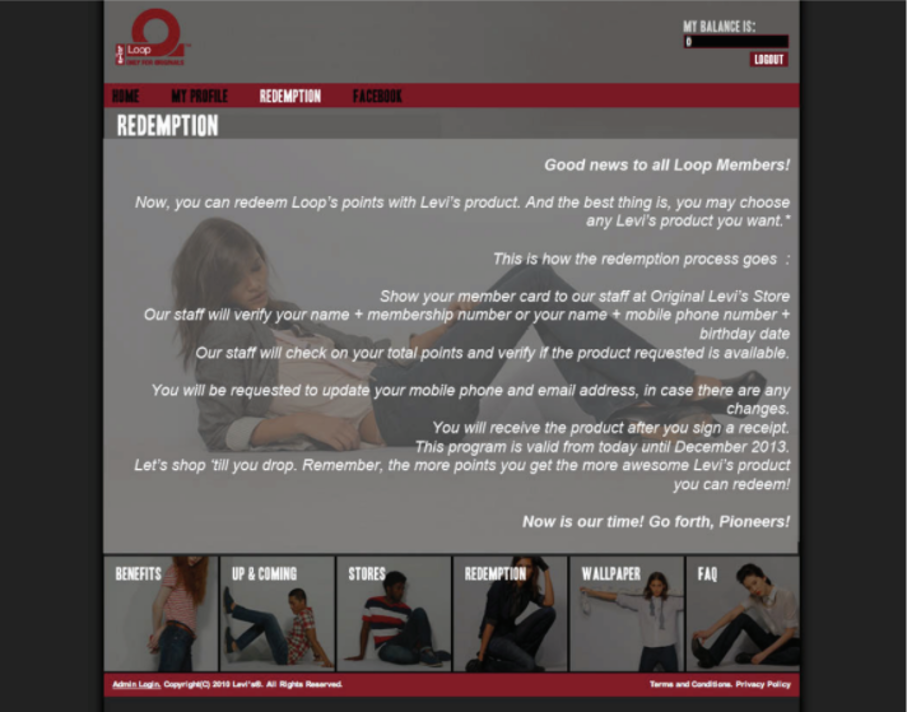 Loop
ONLY FOR ORIGINALS
MY BALANCE IS:
0
LOGOUT
HOME MY PROFILE REDEMPTION FACEBOOK
REDEMPTION
Good news to all Loop Members!
Now, you can redeem Loop's points with Levi's product. And the best thing is, you may choose
any Levi's product you want.*
This is how the redemption process goes :
Show your member card to our staff at Original Levi's Store
Our staff will verify your name + membership number or your name + mobile phone number +
birthday date
Our staff will check on your total points and verify if the product requested is available.
You will be requested to update your mobile phone and email address, in case there are any
changes.
You will receive the product after you sign a receipt.
This program is valid from today until December 2013.
Let's shop 'till you drop. Remember, the more points you get the more awesome Levi's product
you can redeem!
Now is our time! Go forth, Pioneers!
BENEFITS UP & COMING STORES REDEMPTION WALLPAPER FAQ
Admin Login. Copyright(C) 2010 Levi's®. All Rights Reserved. Terms and Conditions. Privacy Policy